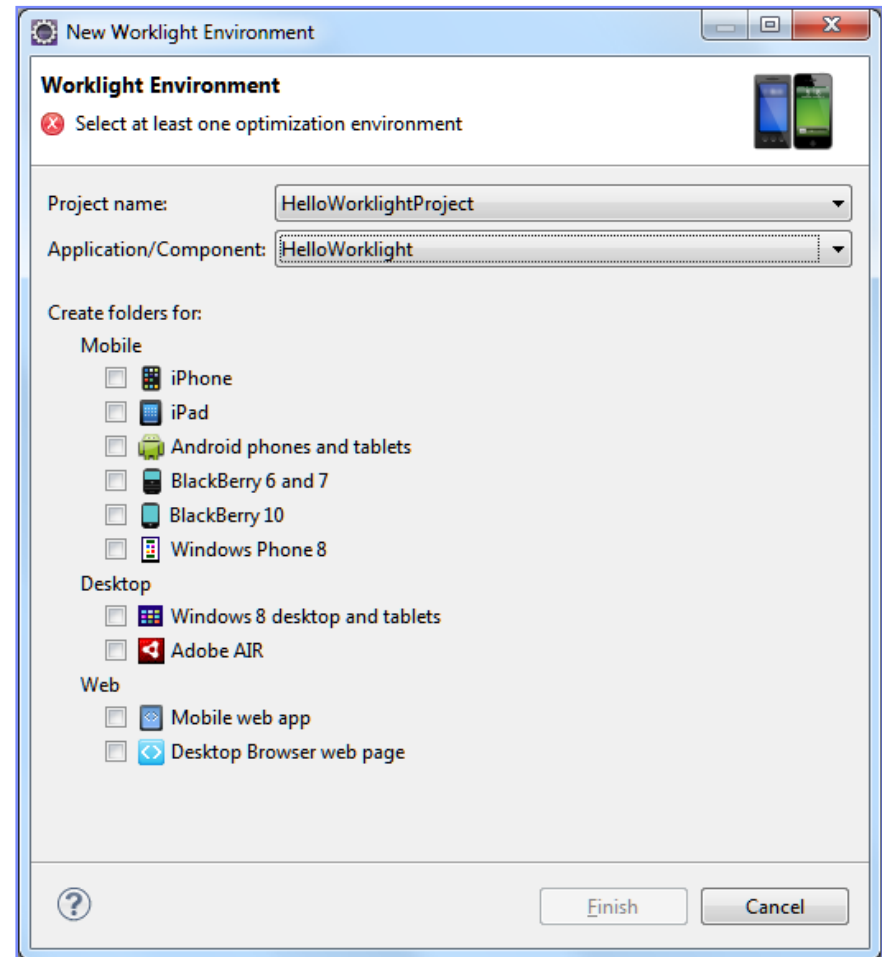 New Worklight Environment
Worklight Environment
Select at least one optimization environment
Project name: HelloWorklightProject
Application/Component: HelloWorklight
Create folders for:
Mobile
iPhone
iPad
Android phones and tablets
BlackBerry 6 and 7
BlackBerry 10
Windows Phone 8
Desktop
Windows 8 desktop and tablets
Adobe AIR
Web
Mobile web app
Desktop Browser web page
? Finish Cancel